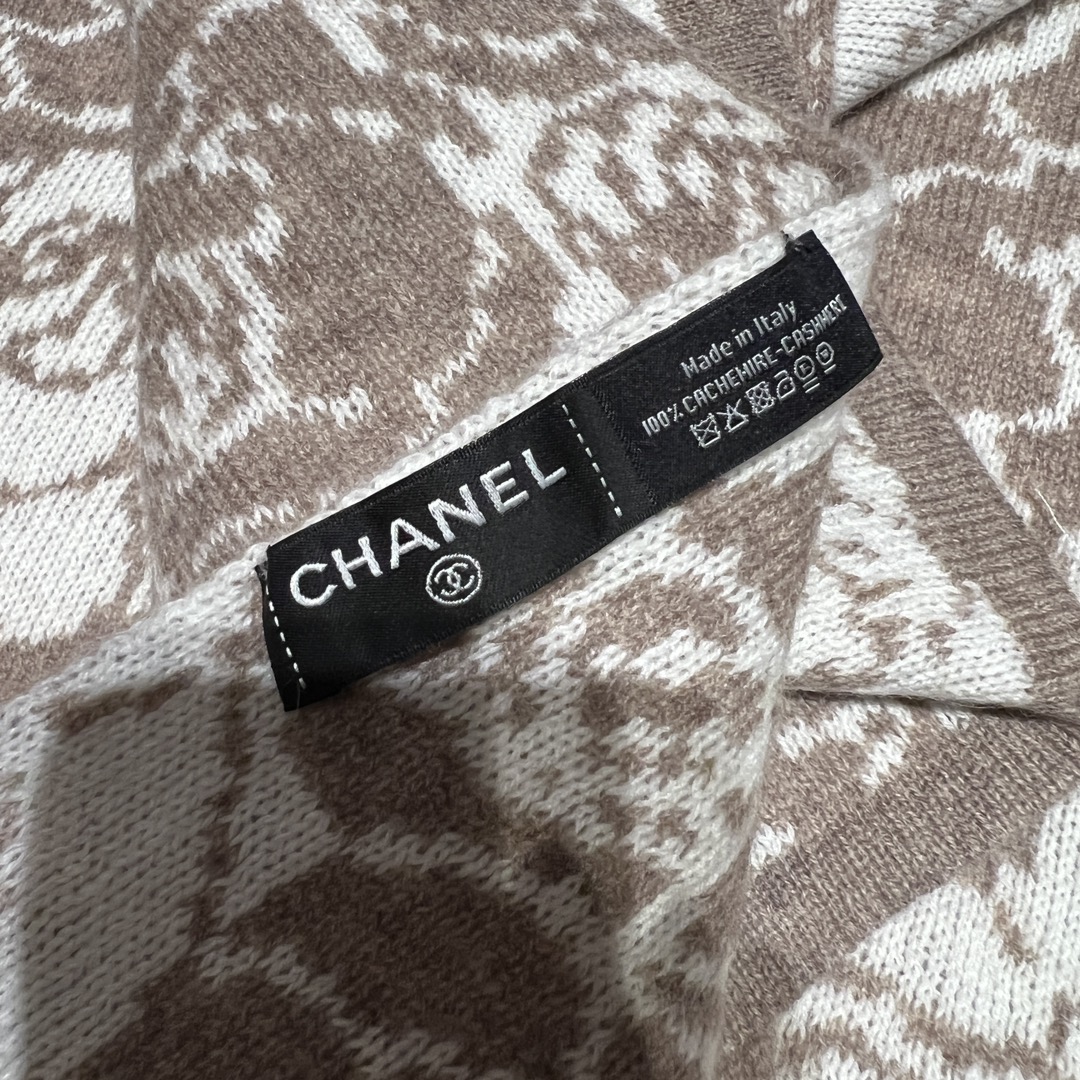 CHANEL
Made in Italy
100% CACHEMIRE-CASHMERE